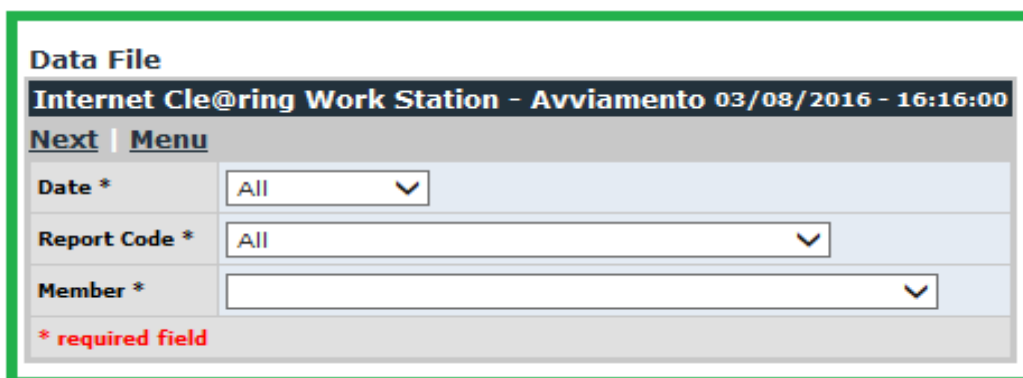 Data File
Internet Cle@ring Work Station - Avviamento 03/08/2016 - 16:16:00
Next | Menu
Date * All
Report Code * All
Member *
* required field